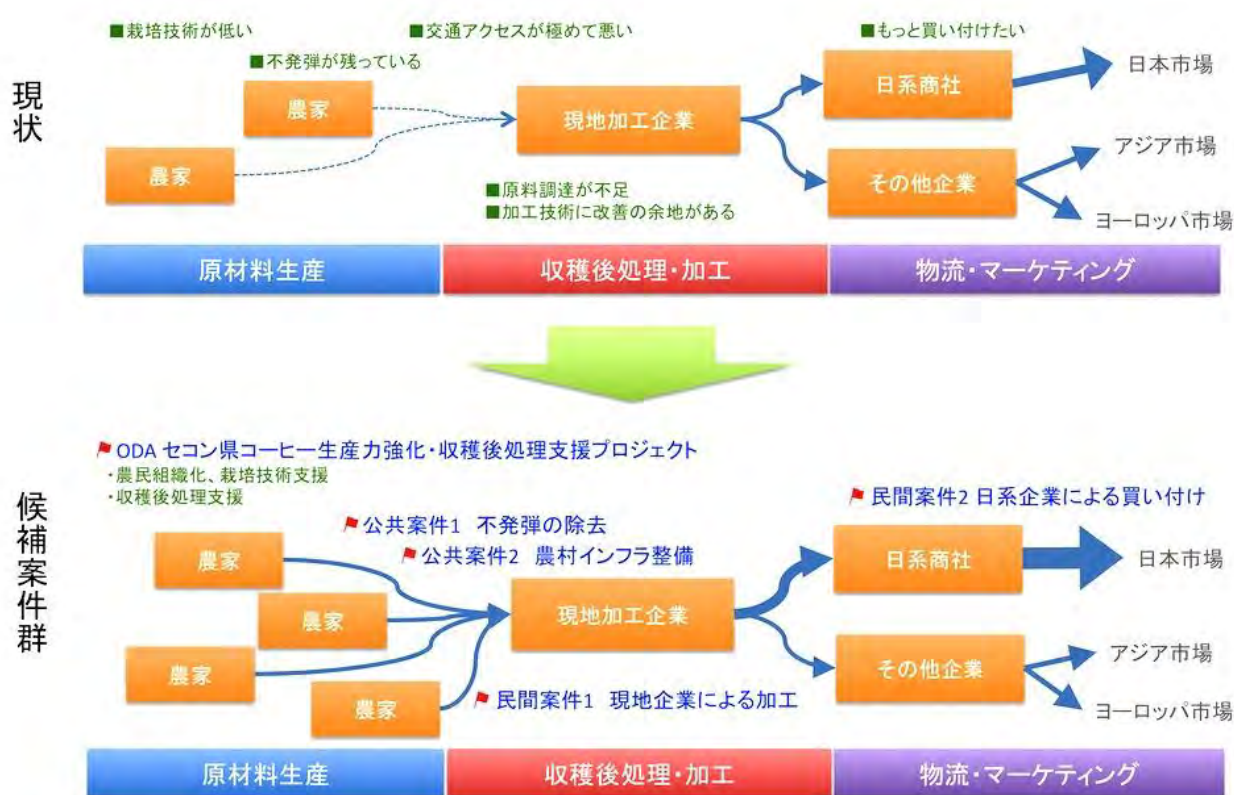 現状
■栽培技術が低い
■交通アクセスが極めて悪い
■もっと買い付けたい
■不発弾が残っている
農家
農家
現地加工企業
日系商社
その他企業
日本市場
アジア市場
ヨーロッパ市場
■原料調達が不足
■加工技術に改善の余地がある
原材料生産
収穫後処理・加工
物流・マーケティング
候補案件群
ODA セコン県コーヒー生産力強化・収穫後処理支援プロジェクト
・農民組織化、栽培技術支援
・収穫後処理支援
公共案件1 不発弾の除去
公共案件2 農村インフラ整備
民間案件2 日系企業による買い付け
農家
農家
農家
農家
現地加工企業
日系商社
その他企業
日本市場
アジア市場
ヨーロッパ市場
民間案件1 現地企業による加工
原材料生産
収穫後処理・加工
物流・マーケティング